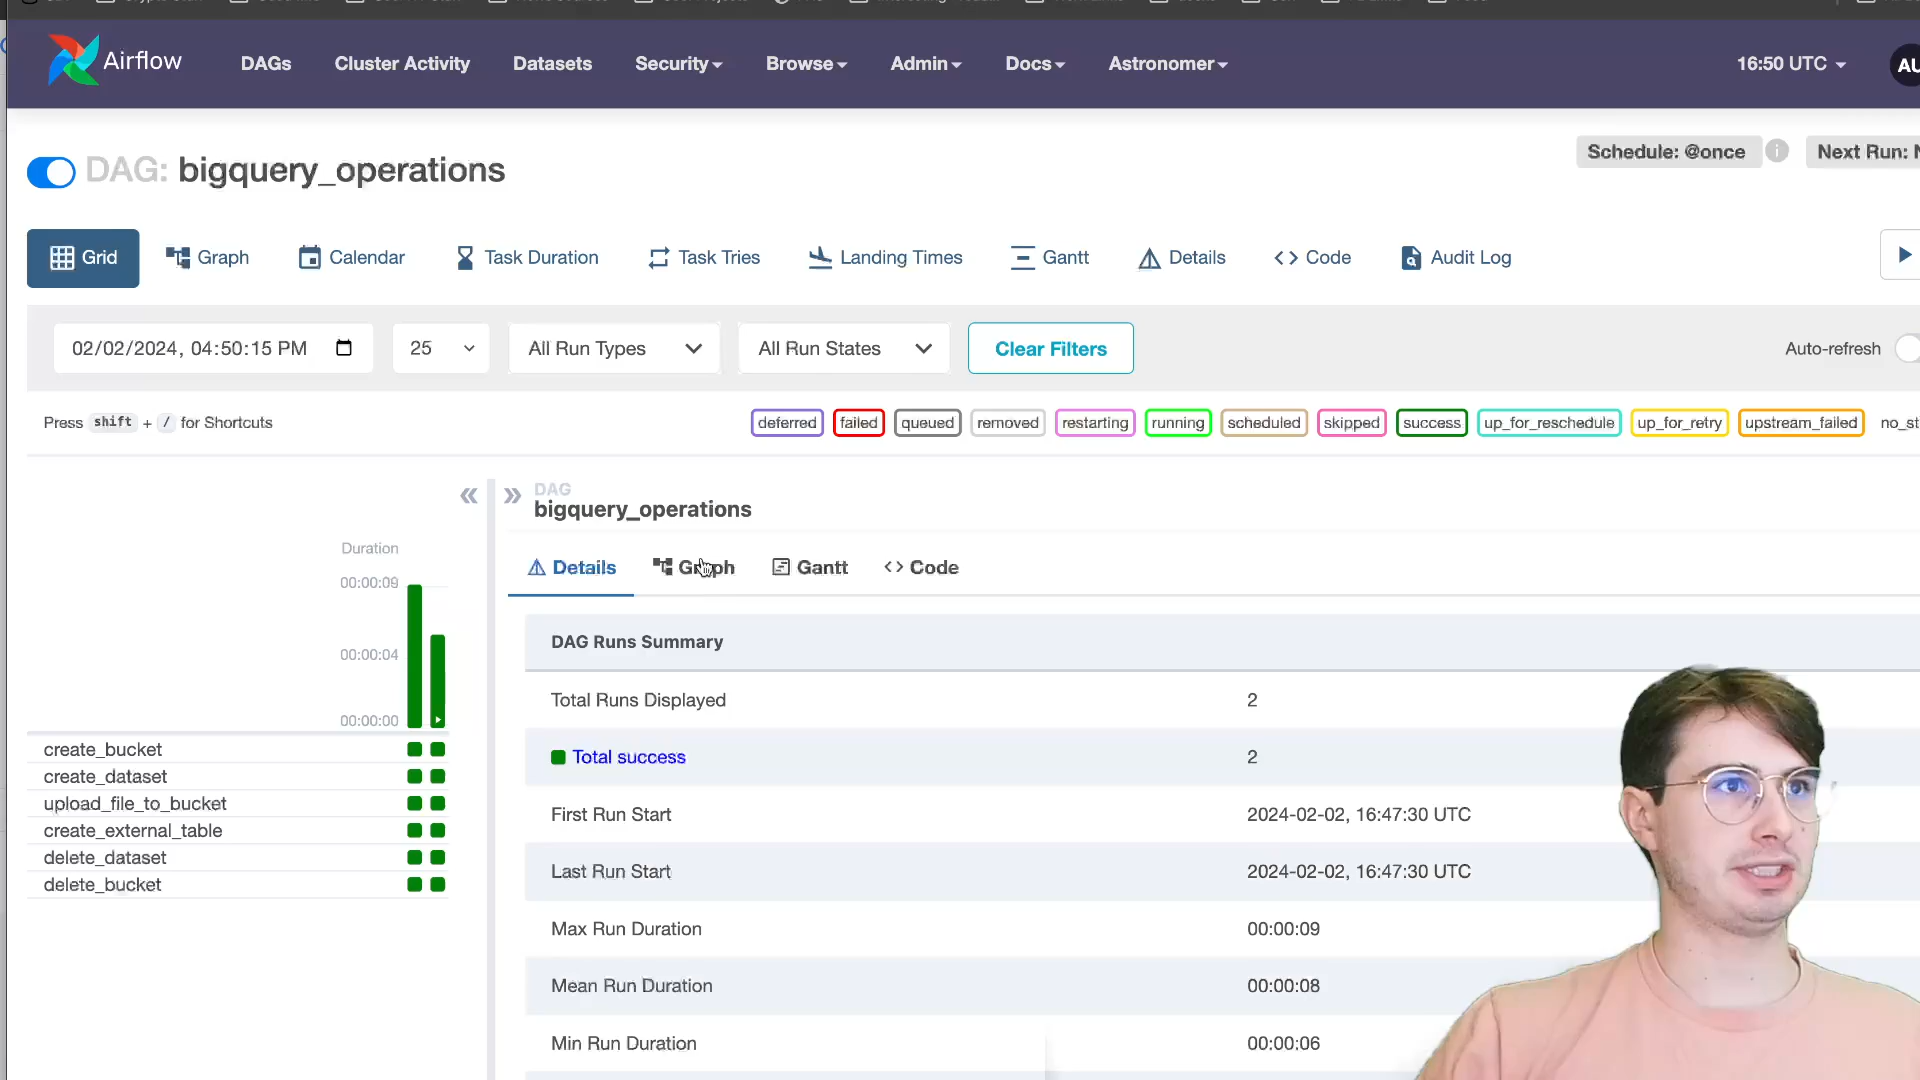 Airflow
DAGs Cluster Activity Datasets Security Browse Admin Docs Astronomer 16:50 UTC AU
DAG: bigquery_operations
Schedule: @once Next Run: N
Grid Graph Calendar Task Duration Task Tries Landing Times Gantt Details <> Code Audit Log
02/02/2024, 04:50:15 PM 25 All Run Types All Run States Clear Filters Auto-refresh
Press shift + / for Shortcuts deferred failed queued removed restarting running scheduled skipped success up_for_reschedule up_for_retry upstream_failed no_st
« » DAG
bigquery_operations
Details Graph Gantt <> Code
Duration
00:00:09
00:00:04
00:00:00
create_bucket
create_dataset
upload_file_to_bucket
create_external_table
delete_dataset
delete_bucket
DAG Runs Summary
Total Runs Displayed 2
Total success 2
First Run Start 2024-02-02, 16:47:30 UTC
Last Run Start 2024-02-02, 16:47:30 UTC
Max Run Duration 00:00:09
Mean Run Duration 00:00:08
Min Run Duration 00:00:06